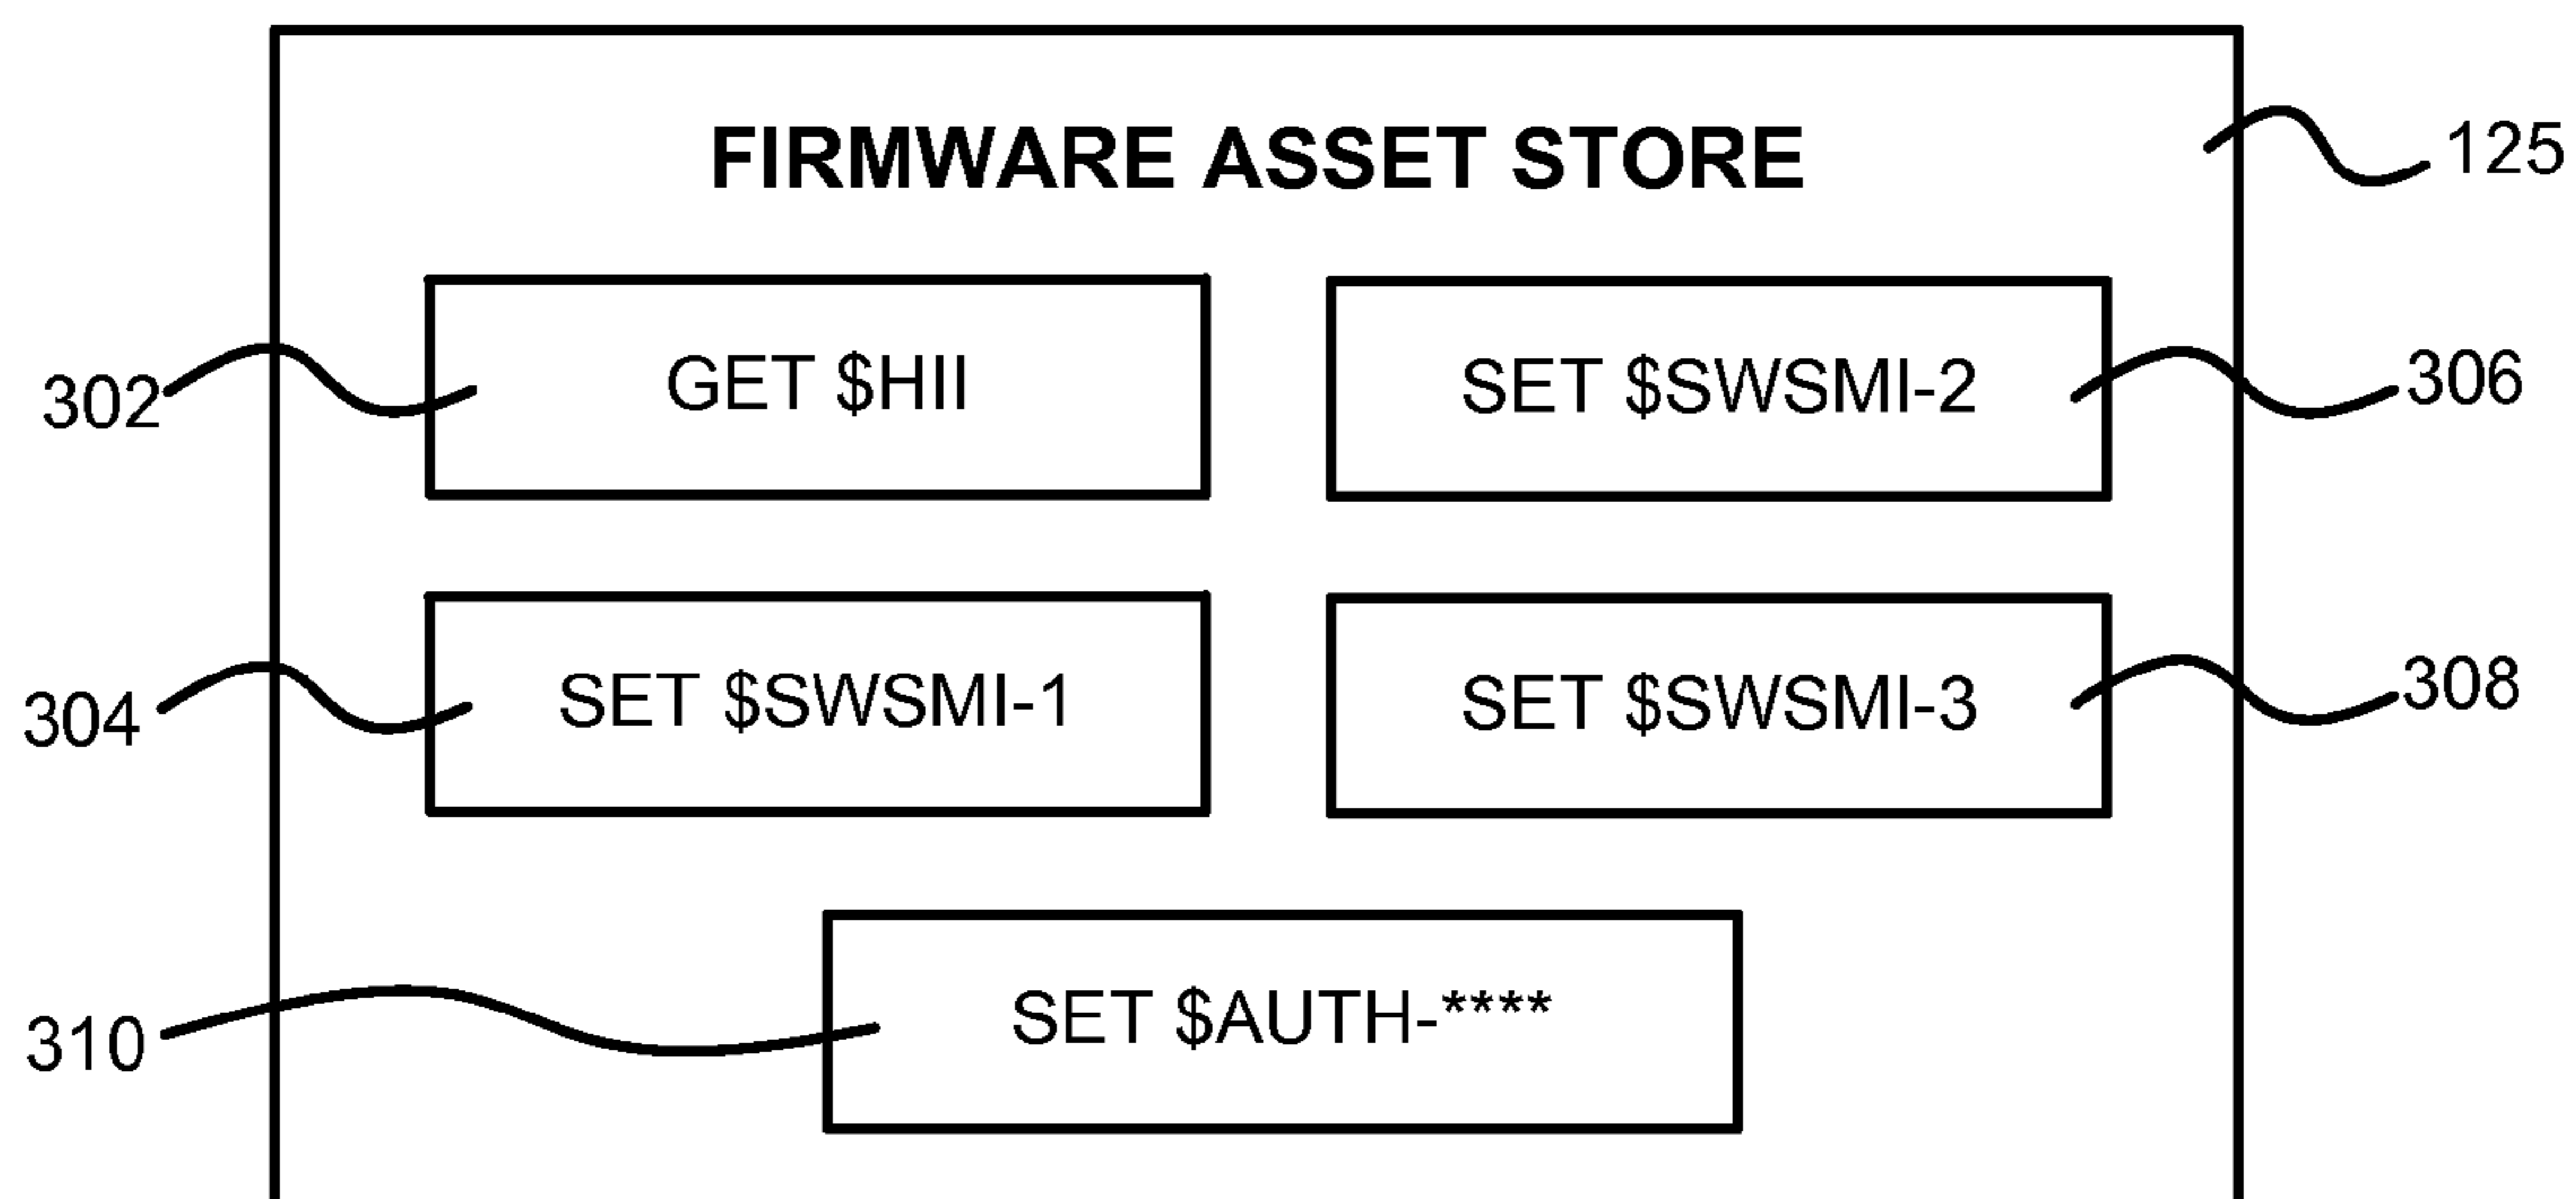 FIRMWARE ASSET STORE
125
GET $HII
SET $SWSMI-2
302
306
SET $SWSMI-1
SET $SWSMI-3
304
308
SET $AUTH-****
310